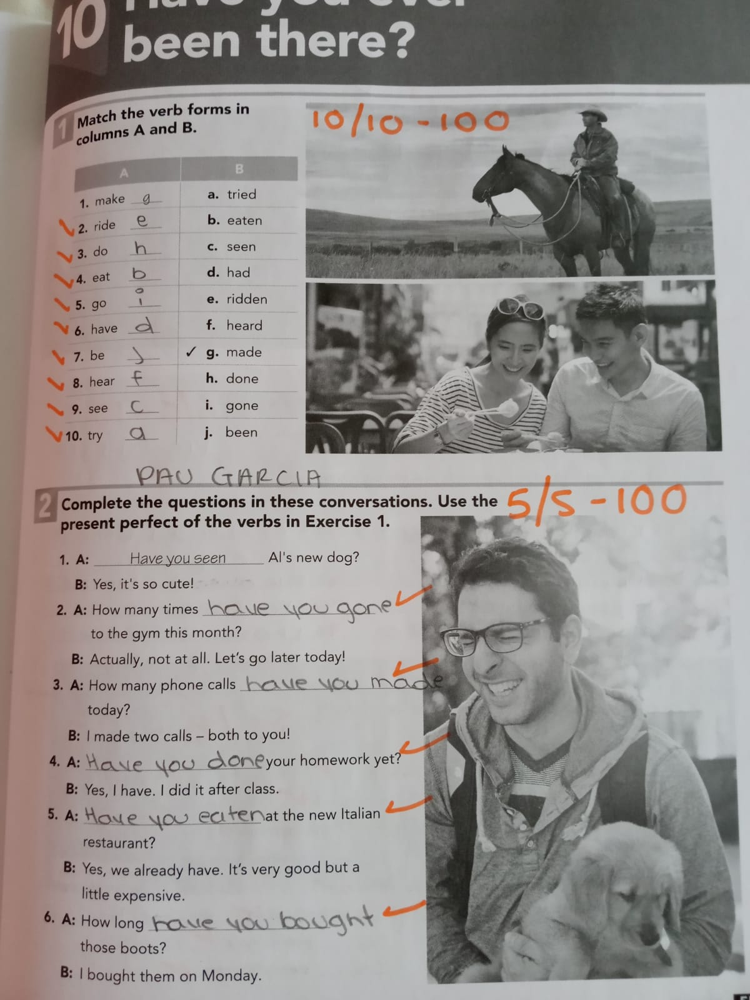 10
Have you ever
been there?
1 Match the verb forms in
columns A and B.
10/10 - 100
A B
1. make g a. tried
2. ride e b. eaten
3. do h c. seen
4. eat b d. had
5. go i e. ridden
6. have d f. heard
7. be j ✓ g. made
8. hear f h. done
9. see c i. gone
10. try a j. been
PAU GARCIA
2 Complete the questions in these conversations. Use the
present perfect of the verbs in Exercise 1.
5/5 - 100
1. A: Have you seen Al's new dog?
B: Yes, it's so cute!
2. A: How many times have you gone
to the gym this month?
B: Actually, not at all. Let's go later today!
3. A: How many phone calls have you made
today?
B: I made two calls – both to you!
4. A: Have you done your homework yet?
B: Yes, I have. I did it after class.
5. A: Have you eaten at the new Italian
restaurant?
B: Yes, we already have. It's very good but a
little expensive.
6. A: How long have you bought
those boots?
B: I bought them on Monday.